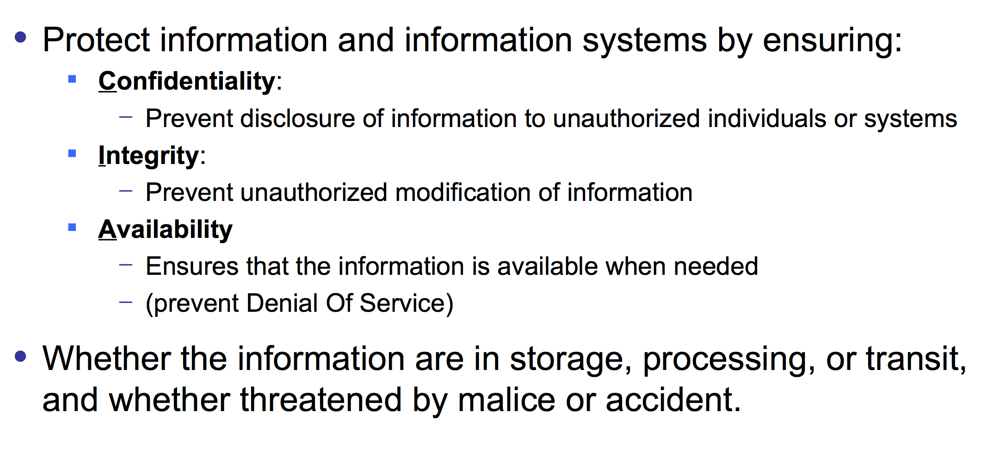 • Protect information and information systems by ensuring:
▪ Confidentiality:
– Prevent disclosure of information to unauthorized individuals or systems
▪ Integrity:
– Prevent unauthorized modification of information
▪ Availability
– Ensures that the information is available when needed
– (prevent Denial Of Service)
• Whether the information are in storage, processing, or transit,
and whether threatened by malice or accident.